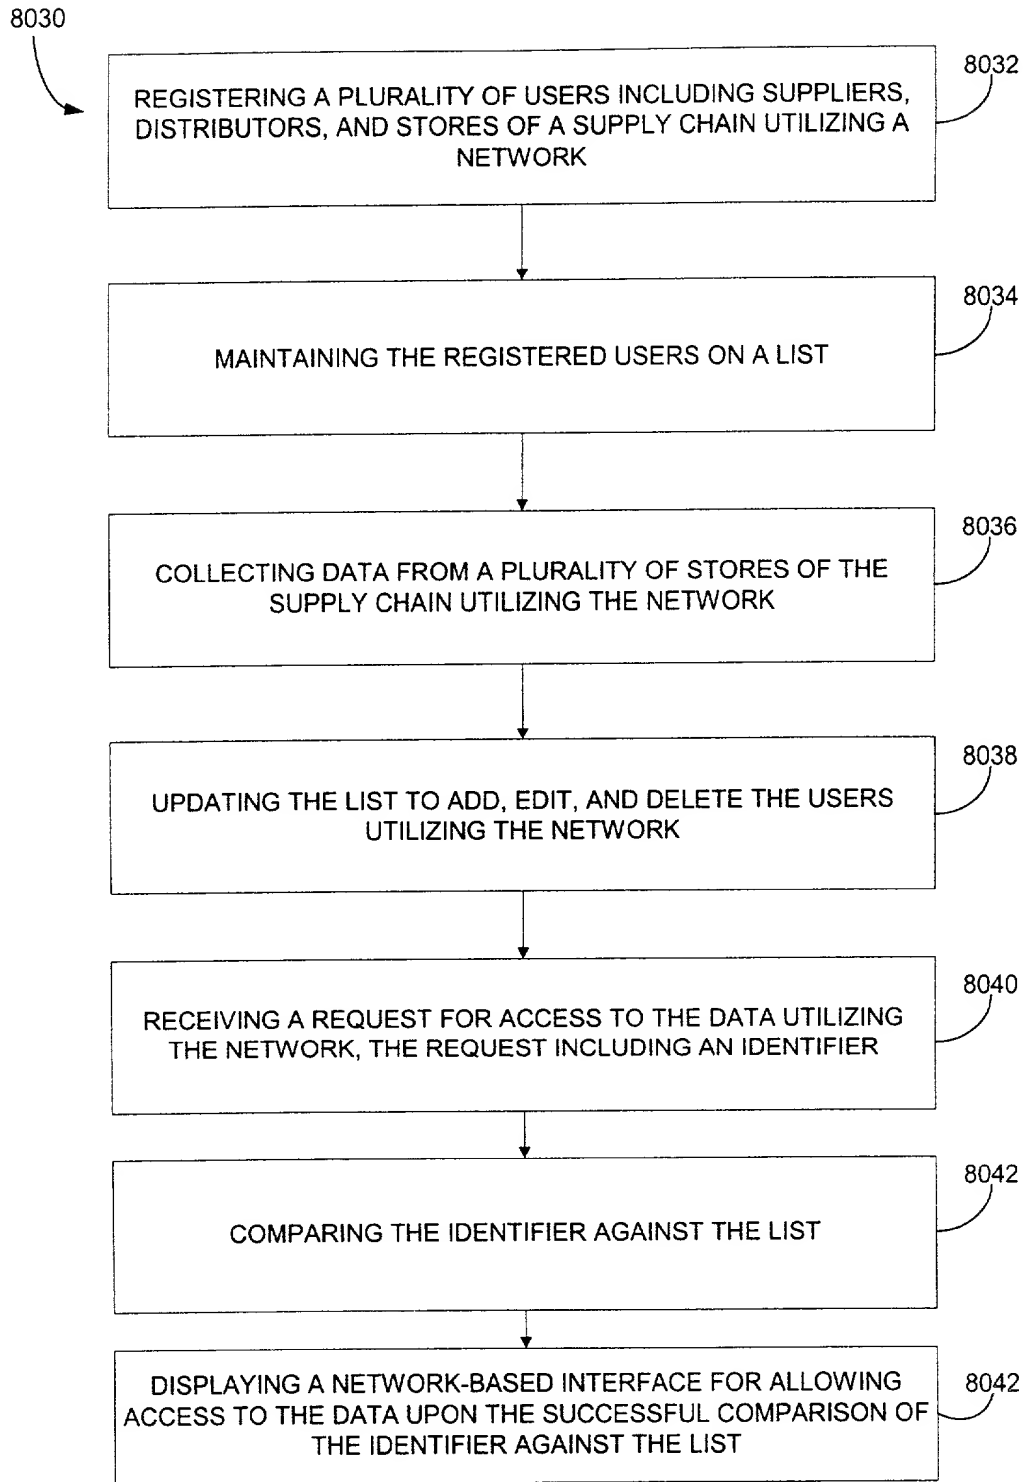 8030
8032
REGISTERING A PLURALITY OF USERS INCLUDING SUPPLIERS,
DISTRIBUTORS, AND STORES OF A SUPPLY CHAIN UTILIZING A
NETWORK
8034
MAINTAINING THE REGISTERED USERS ON A LIST
8036
COLLECTING DATA FROM A PLURALITY OF STORES OF THE
SUPPLY CHAIN UTILIZING THE NETWORK
8038
UPDATING THE LIST TO ADD, EDIT, AND DELETE THE USERS
UTILIZING THE NETWORK
8040
RECEIVING A REQUEST FOR ACCESS TO THE DATA UTILIZING
THE NETWORK, THE REQUEST INCLUDING AN IDENTIFIER
8042
COMPARING THE IDENTIFIER AGAINST THE LIST
8042
DISPLAYING A NETWORK-BASED INTERFACE FOR ALLOWING
ACCESS TO THE DATA UPON THE SUCCESSFUL COMPARISON OF
THE IDENTIFIER AGAINST THE LIST